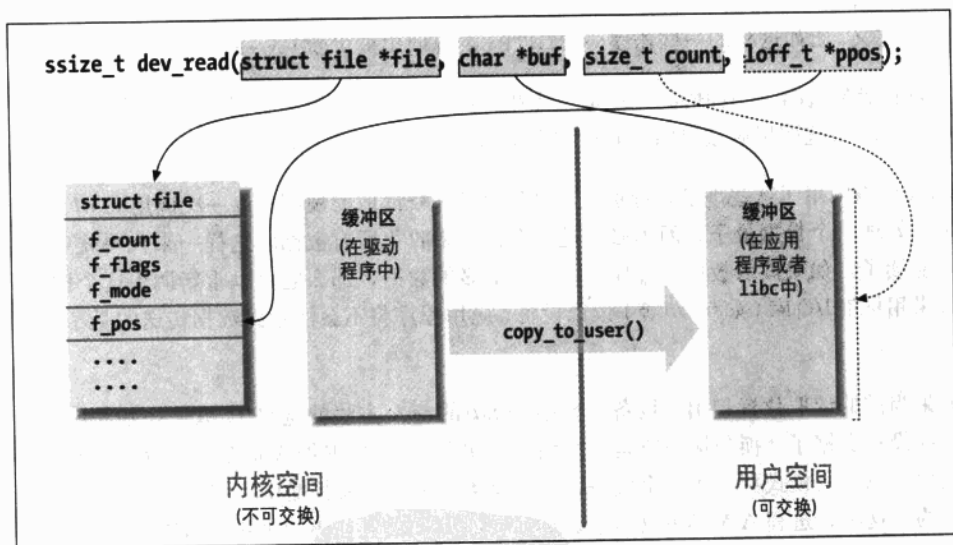 ssize_t dev_read(struct file *file, char *buf, size_t count, loff_t *ppos);
struct file
f_count
f_flags
f_mode
f_pos
....
....
缓冲区
(在驱动
程序中)
copy_to_user()
缓冲区
(在应用
程序或者
libc中)
内核空间
(不可交换)
用户空间
(可交换)